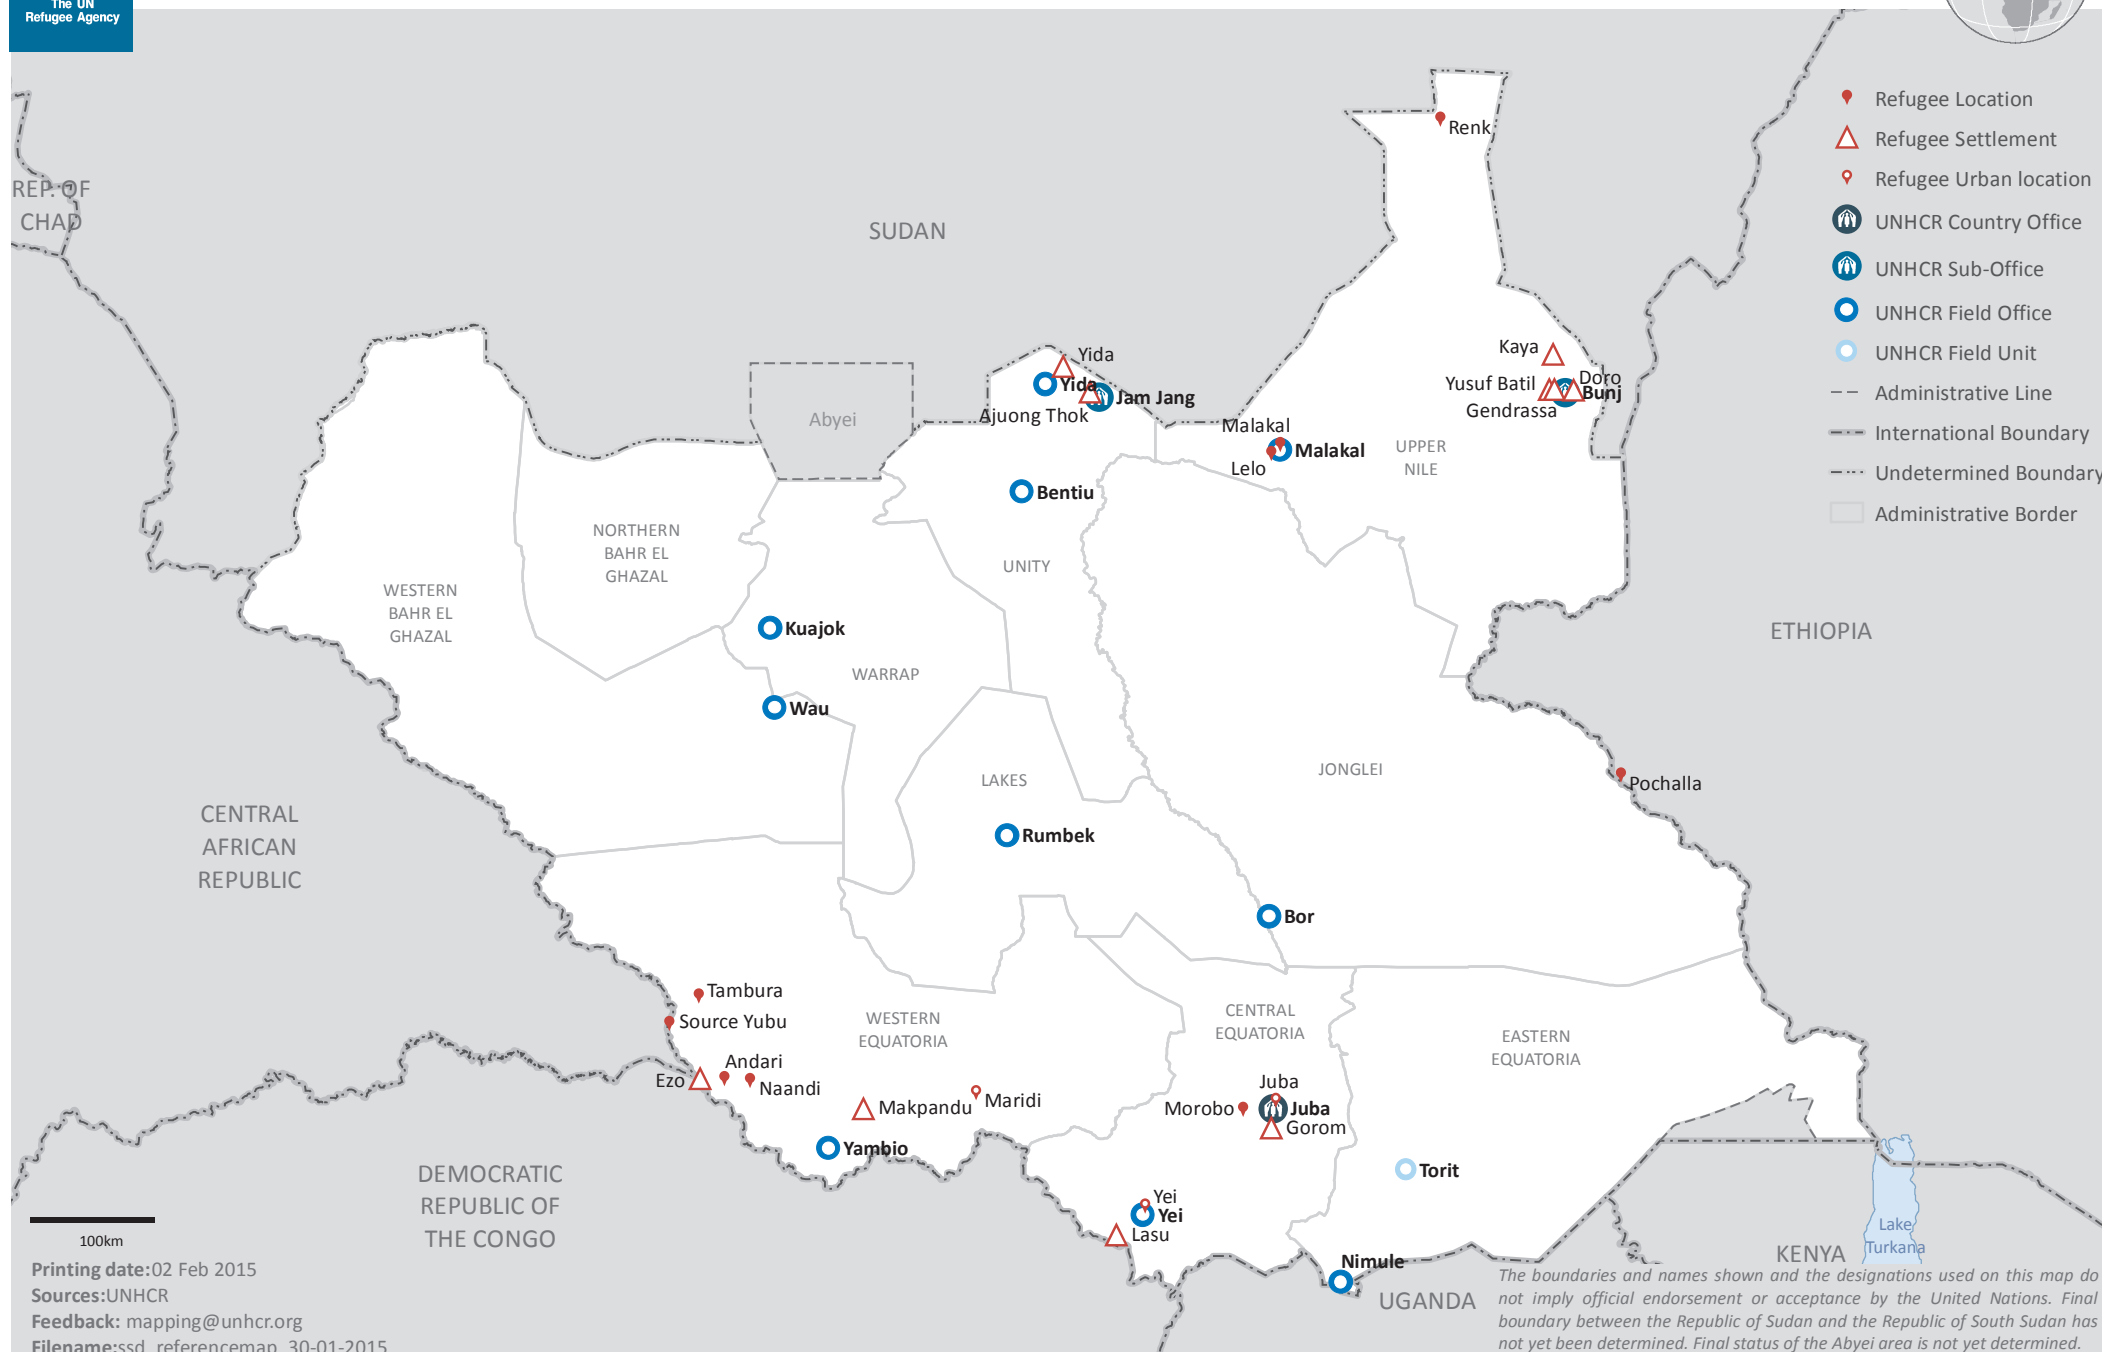 The UN
Refugee Agency
Refugee Location
Refugee Settlement
Refugee Urban location
UNHCR Country Office
UNHCR Sub-Office
UNHCR Field Office
UNHCR Field Unit
Administrative Line
International Boundary
Undetermined Boundary
Administrative Border
REP. OF
CHAD
SUDAN
Renk
Abyei
Yida
Yida
Jam Jang
Ajuong Thok
Kaya
Yusuf Batil
Doro
Bunj
Gendrassa
Malakal
Malakal
Lelo
UPPER
NILE
Bentiu
NORTHERN
BAHR EL
GHAZAL
UNITY
WESTERN
BAHR EL
GHAZAL
Kuajok
ETHIOPIA
WARRAP
Wau
LAKES
JONGLEI
Pochalla
CENTRAL
AFRICAN
REPUBLIC
Rumbek
Bor
Tambura
Source Yubu
WESTERN
EQUATORIA
CENTRAL
EQUATORIA
EASTERN
EQUATORIA
Andari
Ezo
Naandi
Makpandu
Maridi
Juba
Morobo
Juba
Gorom
Yambio
Torit
DEMOCRATIC
REPUBLIC OF
THE CONGO
Yei
Yei
Lasu
Nimule
Lake
Turkana
KENYA
UGANDA
100km
Printing date:02 Feb 2015
Sources:UNHCR
Feedback: mapping@unhcr.org
Filename:ssd_referencemap_30-01-2015
The boundaries and names shown and the designations used on this map do
not imply official endorsement or acceptance by the United Nations. Final
boundary between the Republic of Sudan and the Republic of South Sudan has
not yet been determined. Final status of the Abyei area is not yet determined.